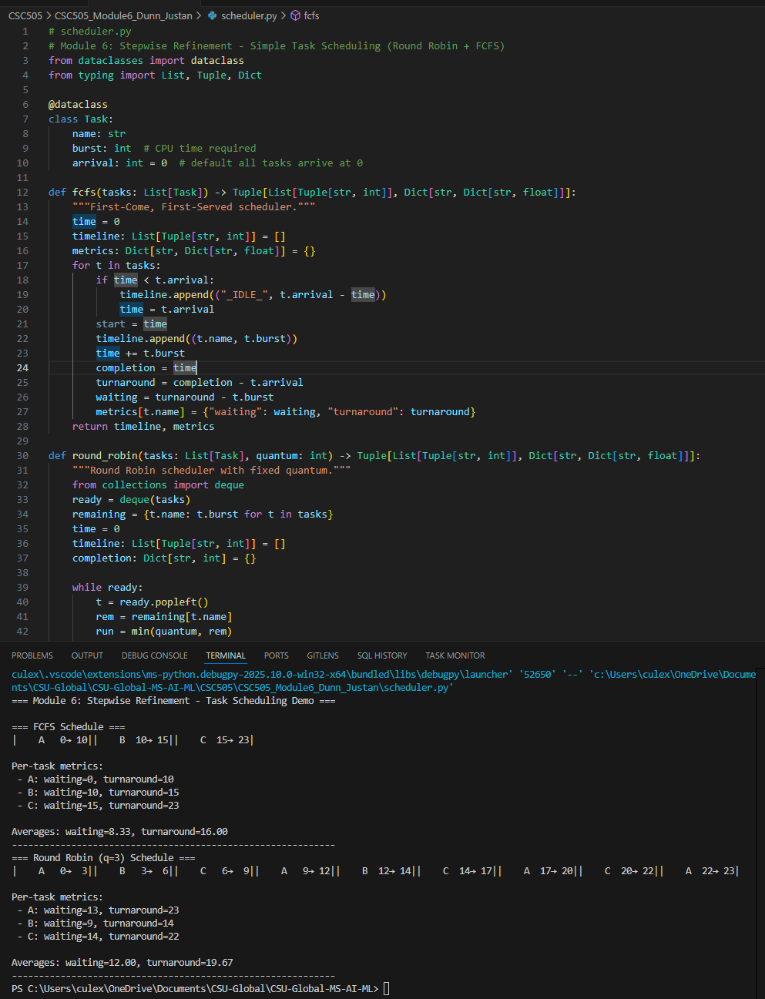 CSC505 > CSC505_Module6_Dunn_Justan > scheduler.py > fcfs
1 # scheduler.py
2 # Module 6: Stepwise Refinement - Simple Task Scheduling (Round Robin + FCFS)
3 from dataclasses import dataclass
4 from typing import List, Tuple, Dict
5
6 @dataclass
7 class Task:
8     name: str
9     burst: int  # CPU time required
10     arrival: int = 0  # default all tasks arrive at 0
11
12 def fcfs(tasks: List[Task]) -> Tuple[List[Tuple[str, int]], Dict[str, Dict[str, float]]]:
13     """First-Come, First-Served scheduler."""
14     time = 0
15     timeline: List[Tuple[str, int]] = []
16     metrics: Dict[str, Dict[str, float]] = {}
17     for t in tasks:
18         if time < t.arrival:
19             timeline.append(("_IDLE_", t.arrival - time))
20             time = t.arrival
21         start = time
22         timeline.append((t.name, t.burst))
23         time += t.burst
24         completion = time
25         turnaround = completion - t.arrival
26         waiting = turnaround - t.burst
27         metrics[t.name] = {"waiting": waiting, "turnaround": turnaround}
28     return timeline, metrics
29
30 def round_robin(tasks: List[Task], quantum: int) -> Tuple[List[Tuple[str, int]], Dict[str, Dict[str, float]]]:
31     """Round Robin scheduler with fixed quantum."""
32     from collections import deque
33     ready = deque(tasks)
34     remaining = {t.name: t.burst for t in tasks}
35     time = 0
36     timeline: List[Tuple[str, int]] = []
37     completion: Dict[str, int] = {}
38
39     while ready:
40         t = ready.popleft()
41         rem = remaining[t.name]
42         run = min(quantum, rem)
PROBLEMS OUTPUT DEBUG CONSOLE TERMINAL PORTS GITLENS SQL HISTORY TASK MONITOR
culex\.vscode\extensions\ms-python.debugpy-2025.10.0-win32-x64\bundled\libs\debugpy\launcher' '52650' '--' 'c:\Users\culex\OneDrive\Docume
nts\CSU-Global\CSU-Global-MS-AI-ML\CSC505\CSC505_Module6_Dunn_Justan\scheduler.py'
=== Module 6: Stepwise Refinement - Task Scheduling Demo ===
=== FCFS Schedule ===
|    A   0→ 10||    B  10→ 15||    C  15→ 23|
Per-task metrics:
 - A: waiting=0, turnaround=10
 - B: waiting=10, turnaround=15
 - C: waiting=15, turnaround=23
Averages: waiting=8.33, turnaround=16.00
------------------------------------------------------------
=== Round Robin (q=3) Schedule ===
|    A   0→  3||    B   3→  6||    C   6→  9||    A   9→ 12||    B  12→ 14||    C  14→ 17||    A  17→ 20||    C  20→ 22||    A  22→ 23|
Per-task metrics:
 - A: waiting=13, turnaround=23
 - B: waiting=9, turnaround=14
 - C: waiting=14, turnaround=22
Averages: waiting=12.00, turnaround=19.67
------------------------------------------------------------
PS C:\Users\culex\OneDrive\Documents\CSU-Global\CSU-Global-MS-AI-ML>